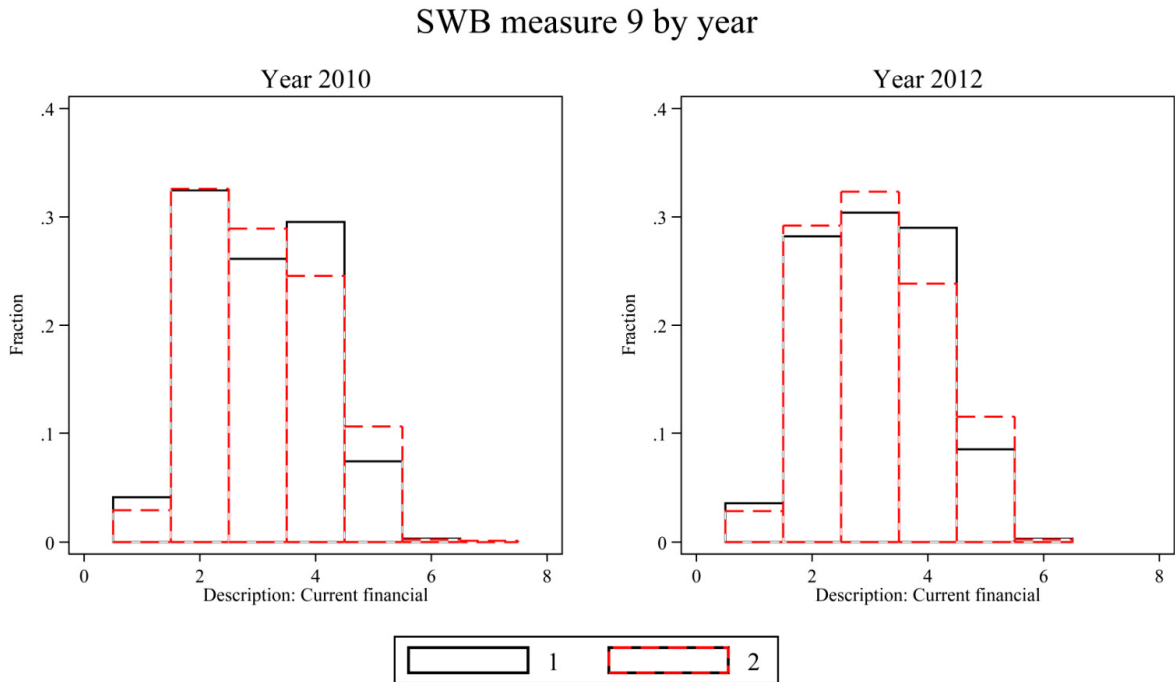 SWB measure 9 by year
Year 2010
.4
.3
.2
.1
0
Fraction
0 2 4 6 8
Description: Current financial
Year 2012
.4
.3
.2
.1
0
Fraction
0 2 4 6 8
Description: Current financial
1 2